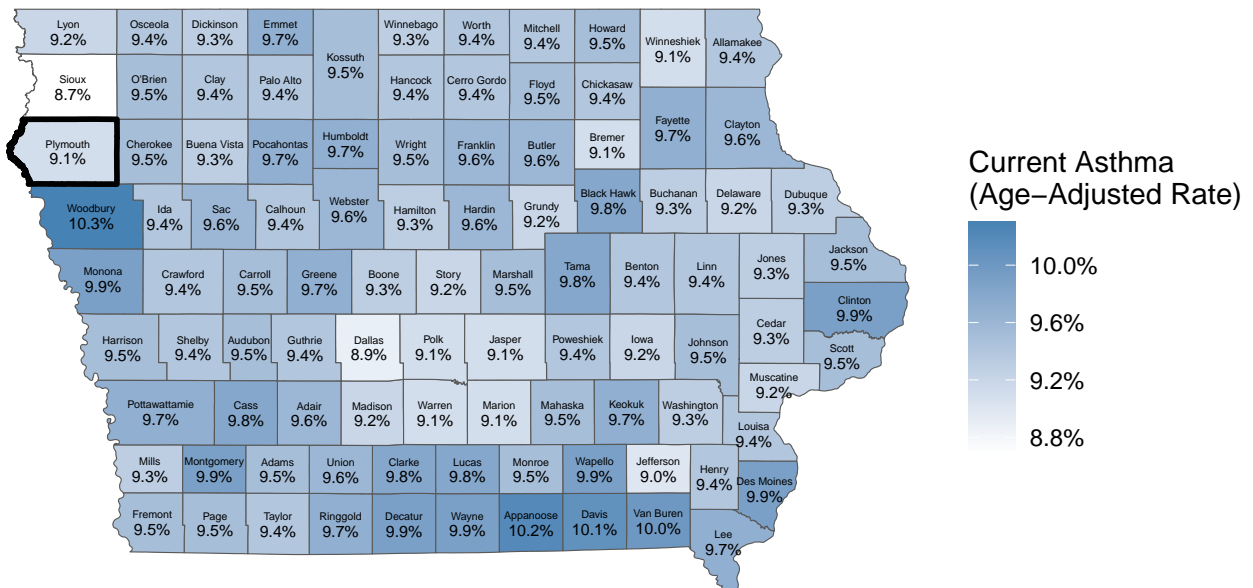 Lyon
9.2%
Osceola
9.4%
Dickinson
9.3%
Emmet
9.7%
Kossuth
9.5%
Winnebago
9.3%
Worth
9.4%
Mitchell
9.4%
Howard
9.5%
Winneshiek
9.1%
Allamakee
9.4%
Sioux
8.7%
O'Brien
9.5%
Clay
9.4%
Palo Alto
9.4%
Hancock
9.4%
Cerro Gordo
9.4%
Floyd
9.5%
Chickasaw
9.4%
Plymouth
9.1%
Cherokee
9.5%
Buena Vista
9.3%
Pocahontas
9.7%
Humboldt
9.7%
Wright
9.5%
Franklin
9.6%
Butler
9.6%
Bremer
9.1%
Fayette
9.7%
Clayton
9.6%
Woodbury
10.3%
Ida
9.4%
Sac
9.6%
Calhoun
9.4%
Webster
9.6%
Hamilton
9.3%
Hardin
9.6%
Grundy
9.2%
Black Hawk
9.8%
Buchanan
9.3%
Delaware
9.2%
Dubuque
9.3%
Monona
9.9%
Crawford
9.4%
Carroll
9.5%
Greene
9.7%
Boone
9.3%
Story
9.2%
Marshall
9.5%
Tama
9.8%
Benton
9.4%
Linn
9.4%
Jones
9.3%
Jackson
9.5%
Clinton
9.9%
Harrison
9.5%
Shelby
9.4%
Audubon
9.5%
Guthrie
9.4%
Dallas
8.9%
Polk
9.1%
Jasper
9.1%
Poweshiek
9.4%
Iowa
9.2%
Johnson
9.5%
Cedar
9.3%
Scott
9.5%
Muscatine
9.2%
Pottawattamie
9.7%
Cass
9.8%
Adair
9.6%
Madison
9.2%
Warren
9.1%
Marion
9.1%
Mahaska
9.5%
Keokuk
9.7%
Washington
9.3%
Louisa
9.4%
Mills
9.3%
Montgomery
9.9%
Adams
9.5%
Union
9.6%
Clarke
9.8%
Lucas
9.8%
Monroe
9.5%
Wapello
9.9%
Jefferson
9.0%
Henry
9.4%
Des Moines
9.9%
Fremont
9.5%
Page
9.5%
Taylor
9.4%
Ringgold
9.7%
Decatur
9.9%
Wayne
9.9%
Appanoose
10.2%
Davis
10.1%
Van Buren
10.0%
Lee
9.7%
Current Asthma
(Age−Adjusted Rate)
10.0%
9.6%
9.2%
8.8%